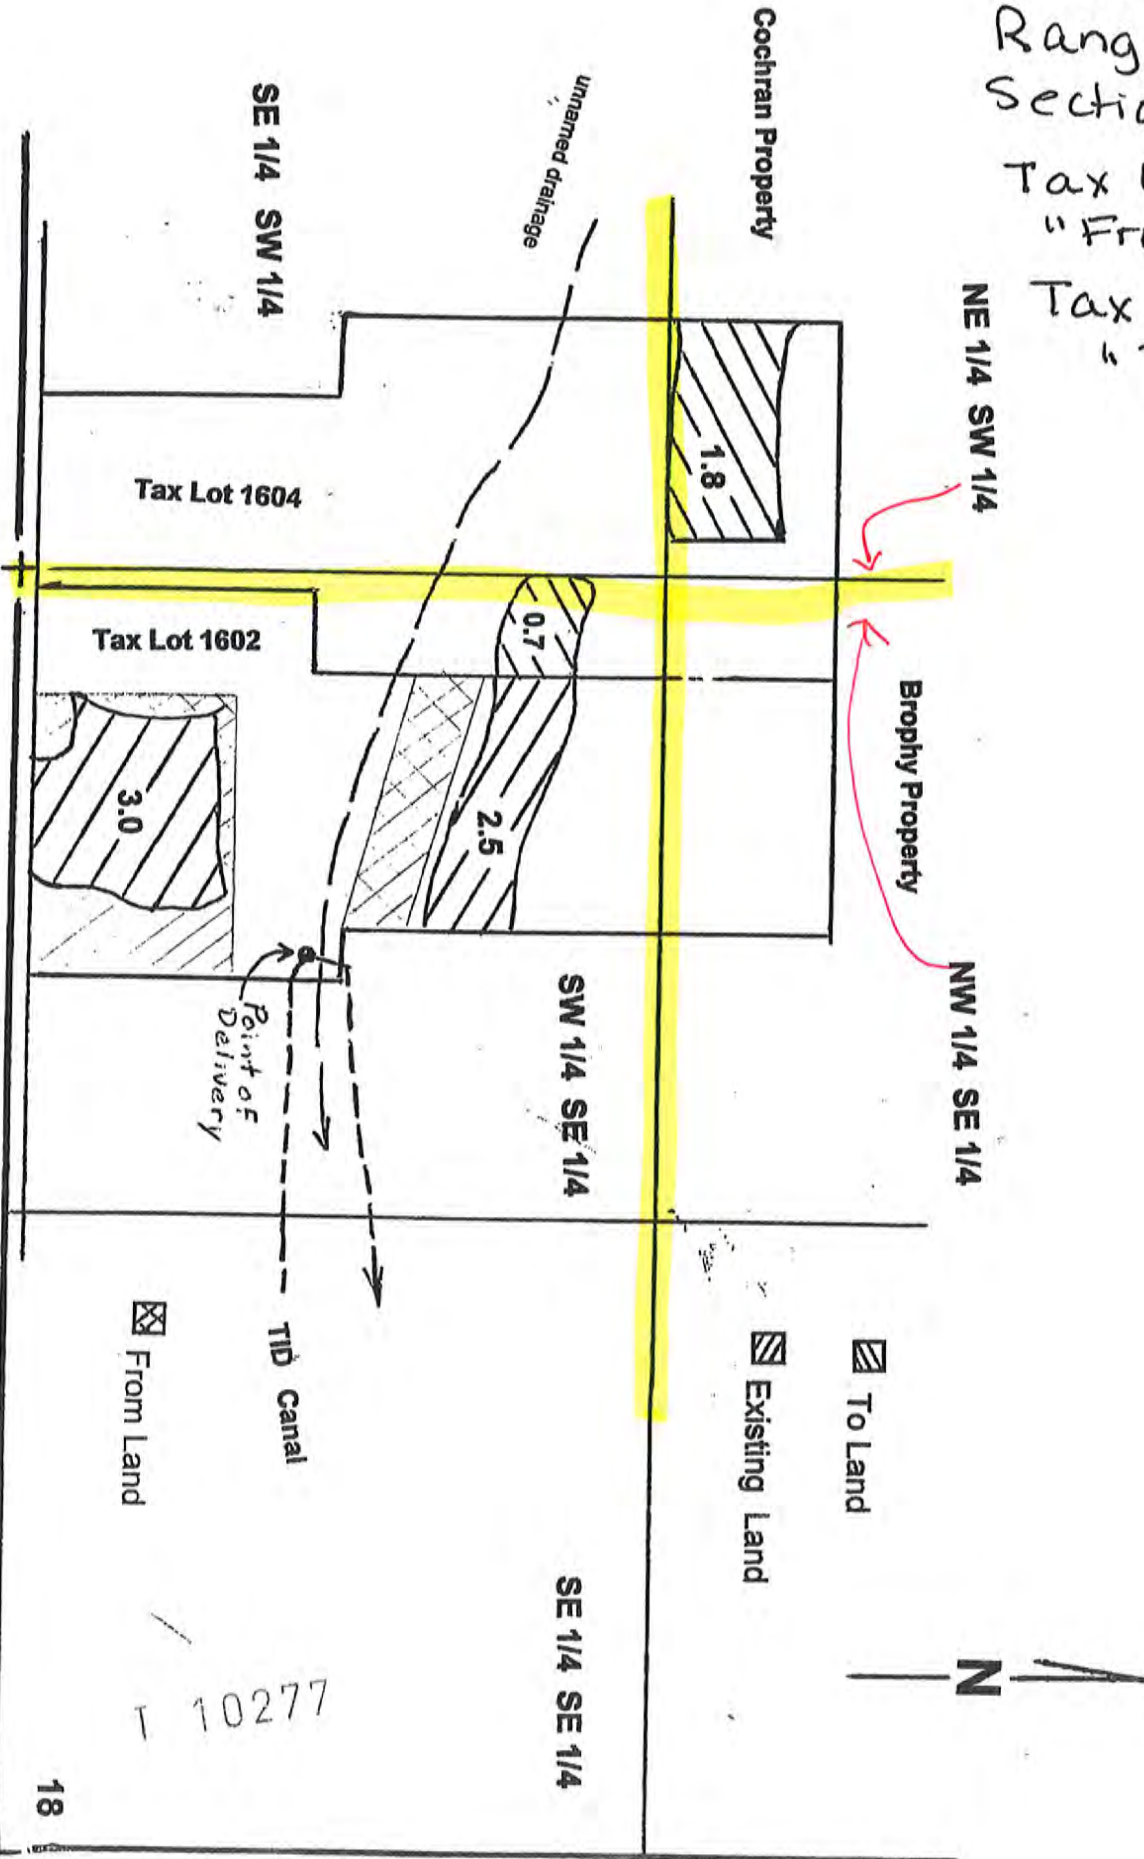 Rang
Sectio
Tax
"Fr
Tax
"
NE 1/4 SW 1/4
NW 1/4 SE 1/4
Cochran Property
Brophy Property
unnamed drainage
SE 1/4 SW 1/4
1.8
Tax Lot 1604
0.7
Tax Lot 1602
2.5
3.0
SW 1/4 SE 1/4
Point of
Delivery
To Land
Existing Land
TID Canal
From Land
N
SE 1/4 SE 1/4
T 10277
18